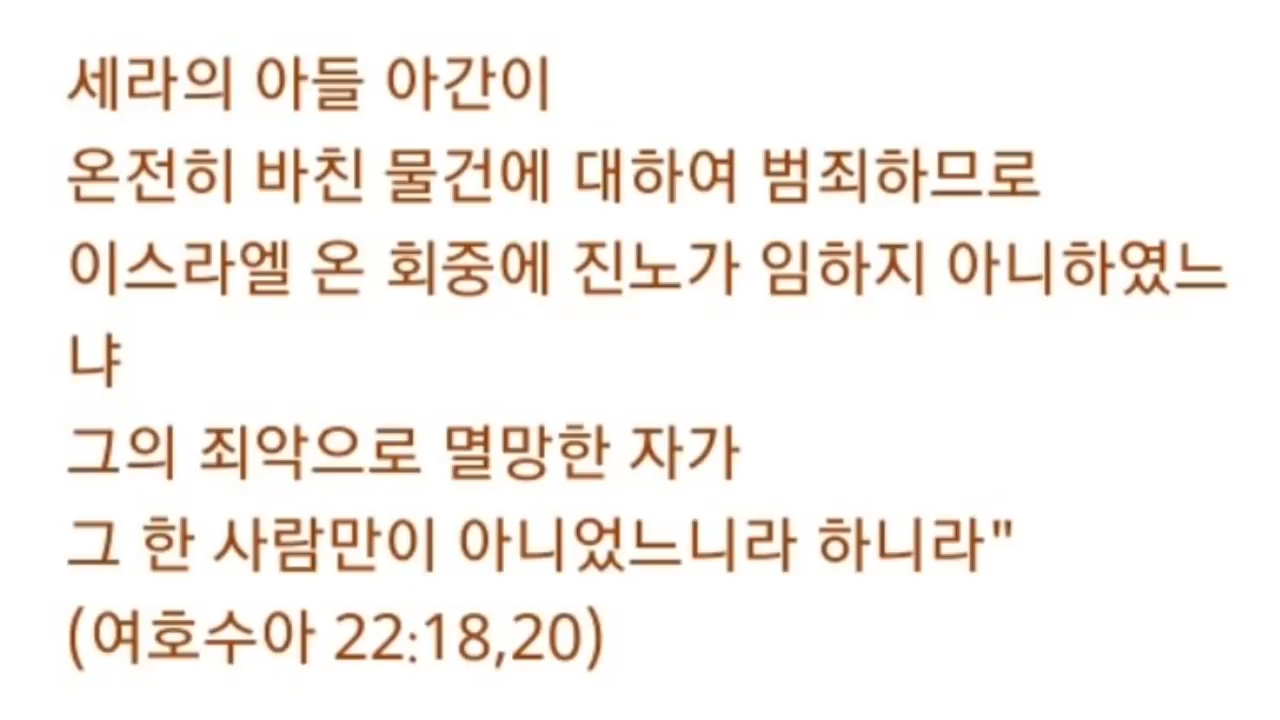 세라의 아들 아간이
온전히 바친 물건에 대하여 범죄하므로
이스라엘 온 회중에 진노가 임하지 아니하였느
냐
그의 죄악으로 멸망한 자가
그 한 사람만이 아니었느니라 하니라"
(여호수아 22:18,20)